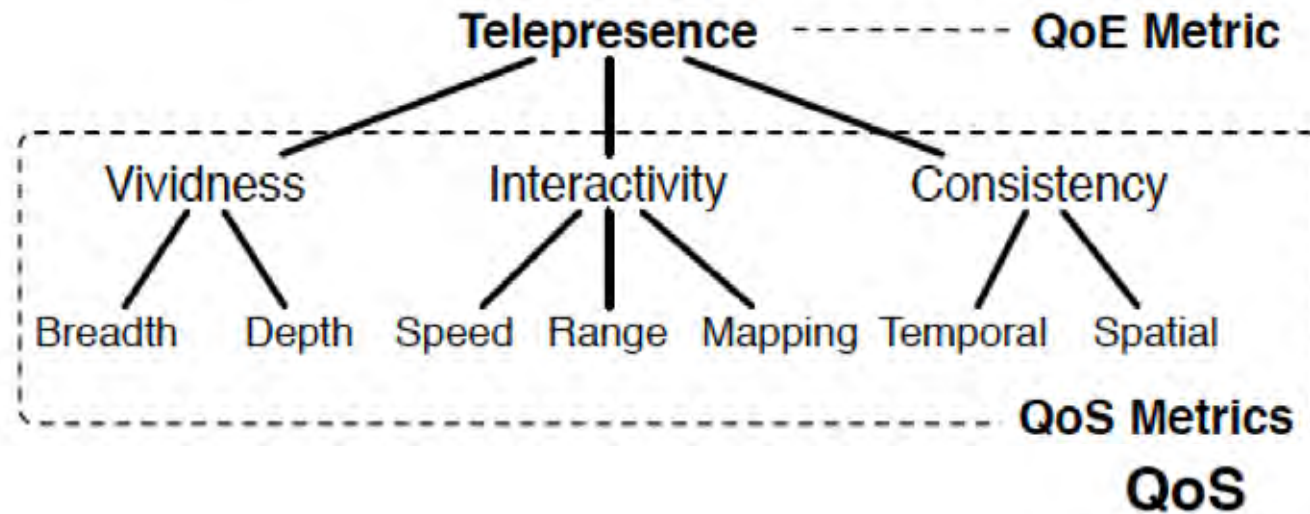 Telepresence QoE Metric
Vividness Interactivity Consistency
Breadth Depth Speed Range Mapping Temporal Spatial
QoS Metrics
QoS